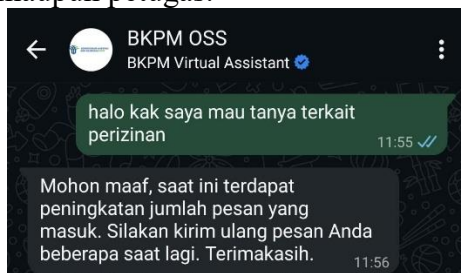 BKPM OSS
BKPM Virtual Assistant
halo kak saya mau tanya terkait
perizinan
11:55
Mohon maaf, saat ini terdapat
peningkatan jumlah pesan yang
masuk. Silakan kirim ulang pesan Anda
beberapa saat lagi. Terimakasih.
11:56